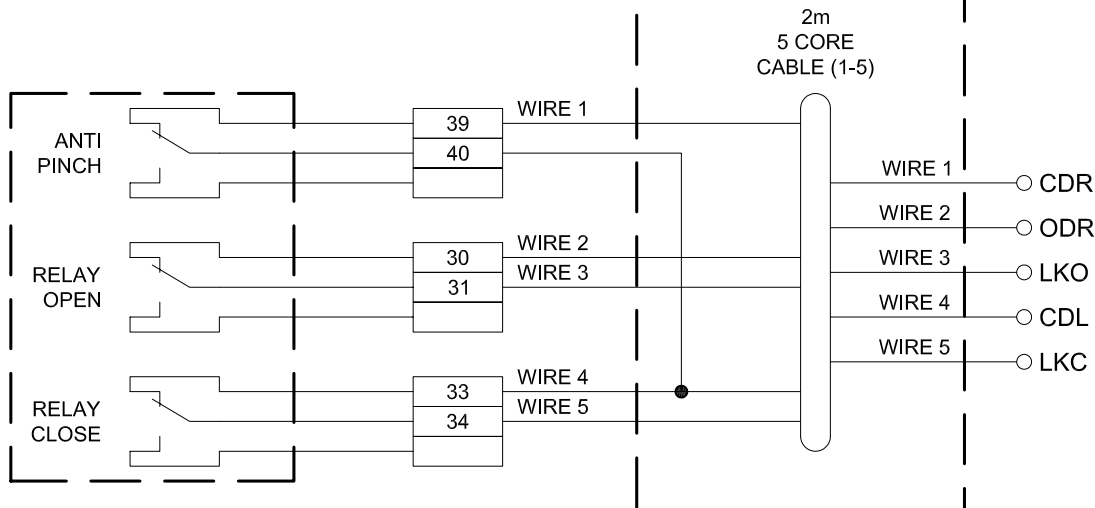 2m
5 CORE
CABLE (1-5)
ANTI
PINCH
39
WIRE 1
40
RELAY
OPEN
30
WIRE 2
31
WIRE 3
RELAY
CLOSE
33
WIRE 4
34
WIRE 5
WIRE 1
CDR
WIRE 2
ODR
WIRE 3
LKO
WIRE 4
CDL
WIRE 5
LKC